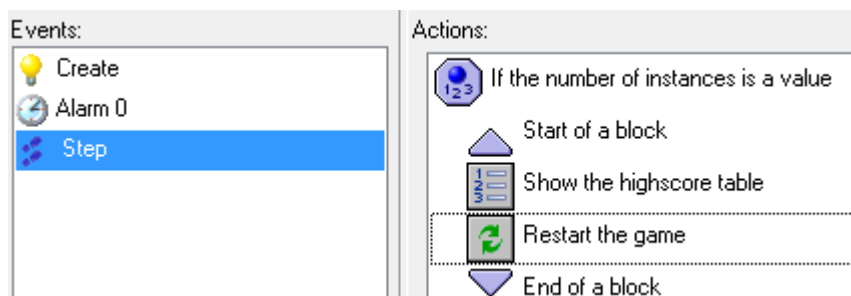 Events:
Create
Alarm 0
Step
Actions:
If the number of instances is a value
Start of a block
Show the highscore table
Restart the game
End of a block